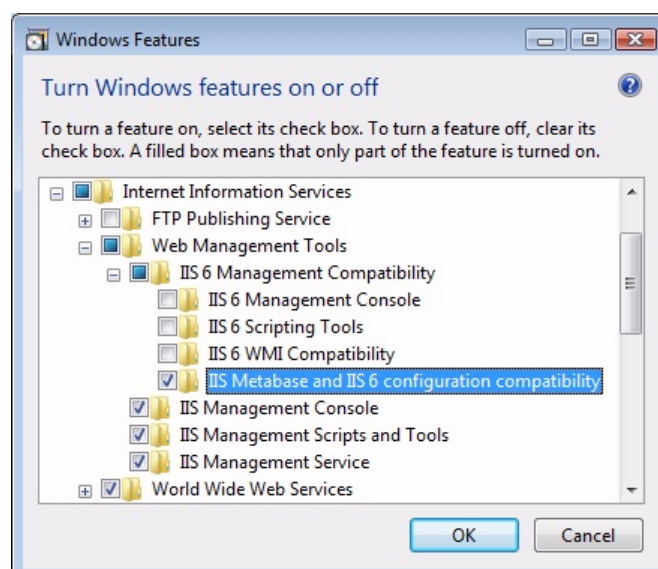 Windows Features
Turn Windows features on or off
To turn a feature on, select its check box. To turn a feature off, clear its
check box. A filled box means that only part of the feature is turned on.
Internet Information Services
FTP Publishing Service
Web Management Tools
IIS 6 Management Compatibility
IIS 6 Management Console
IIS 6 Scripting Tools
IIS 6 WMI Compatibility
IIS Metabase and IIS 6 configuration compatibility
IIS Management Console
IIS Management Scripts and Tools
IIS Management Service
World Wide Web Services
OK Cancel